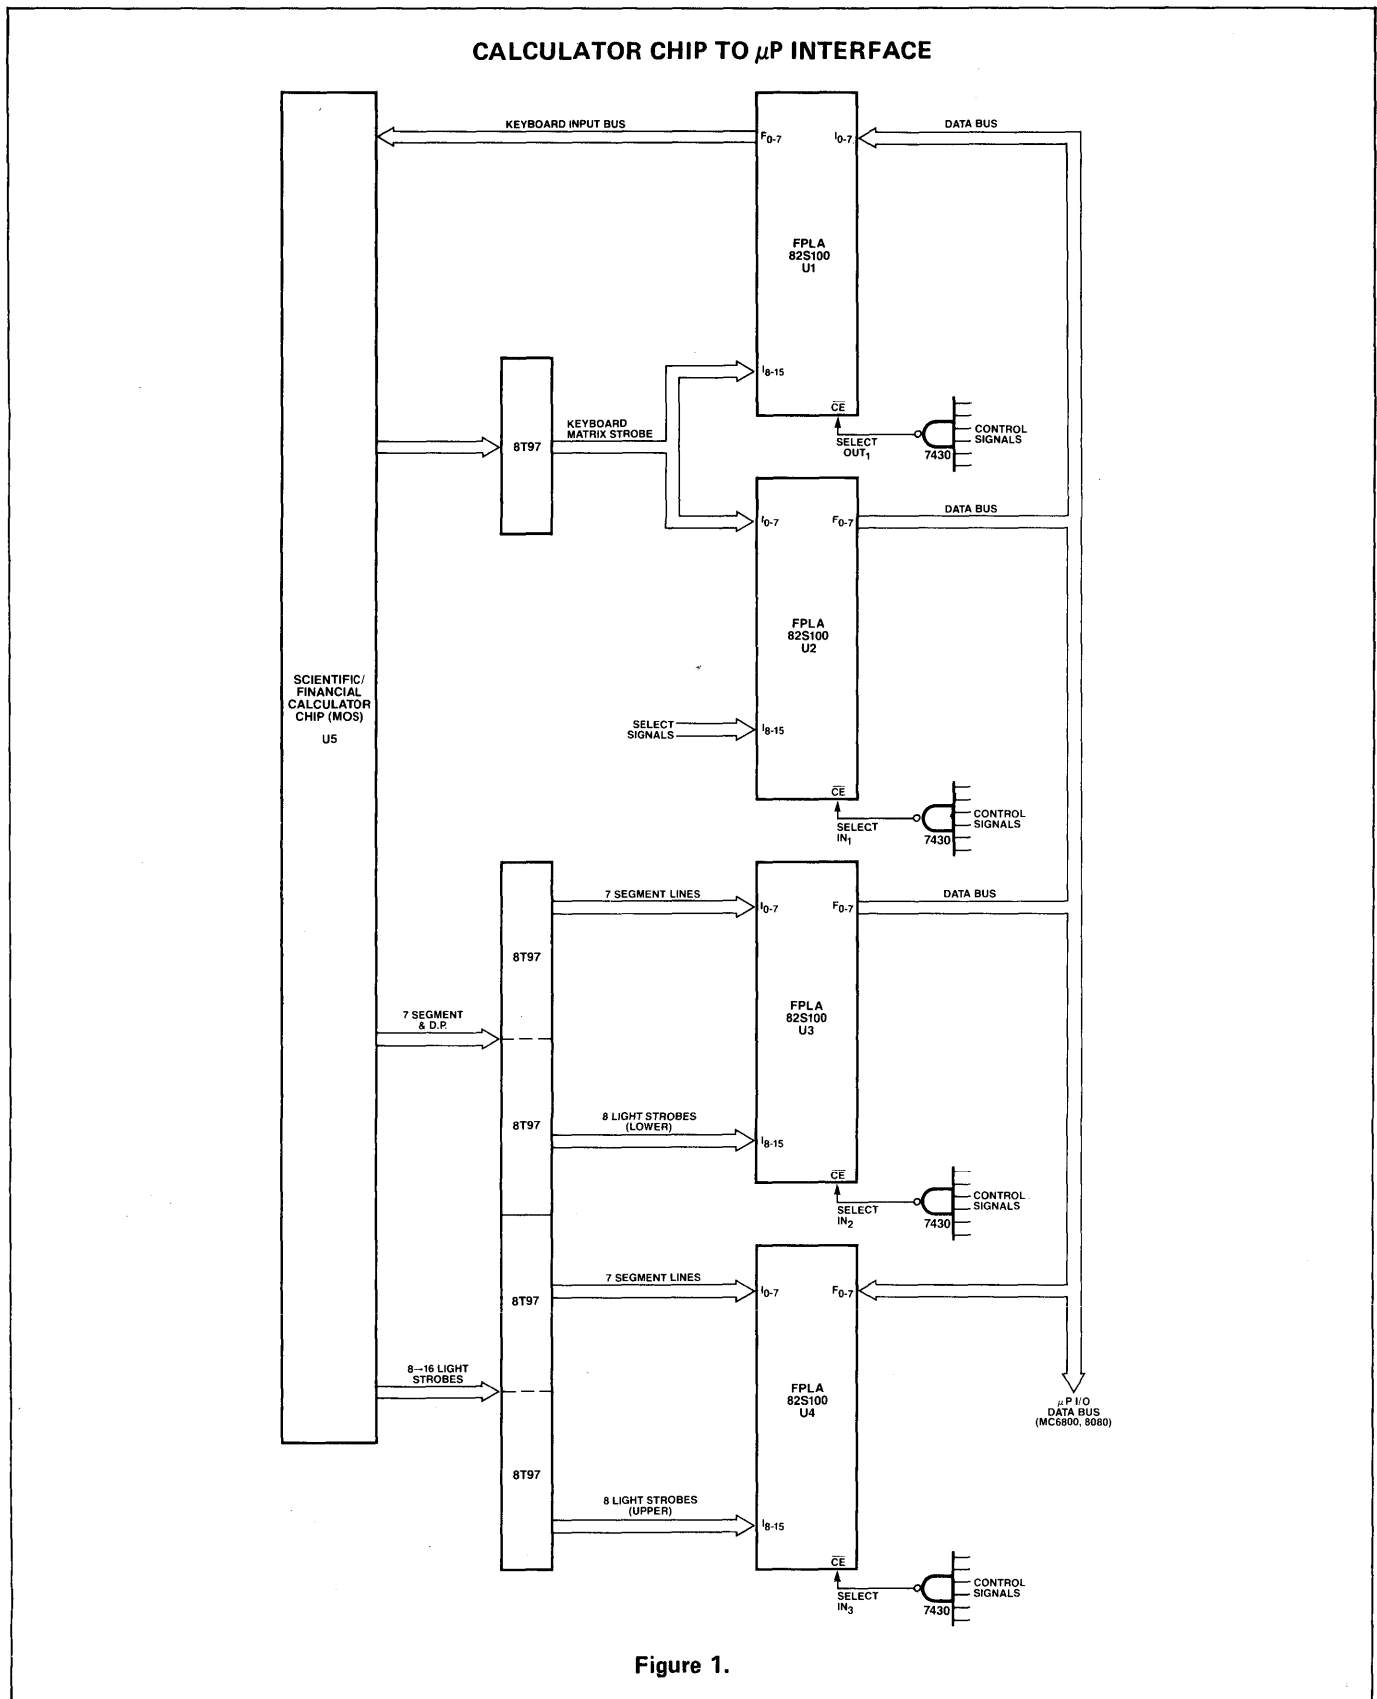 CALCULATOR CHIP TO μP INTERFACE
KEYBOARD INPUT BUS
F0-7
I0-7
DATA BUS
FPLA
82S100
U1
I8-15
CE
SELECT
OUT1
7430
CONTROL
SIGNALS
8T97
KEYBOARD
MATRIX STROBE
I0-7
F0-7
DATA BUS
FPLA
82S100
U2
SELECT
SIGNALS
I8-15
CE
SELECT
IN1
7430
CONTROL
SIGNALS
SCIENTIFIC/
FINANCIAL
CALCULATOR
CHIP (MOS)
U5
7 SEGMENT LINES
I0-7
F0-7
DATA BUS
8T97
FPLA
82S100
U3
7 SEGMENT
& D.P.
8T97
8 LIGHT STROBES
(LOWER)
I8-15
CE
SELECT
IN2
7430
CONTROL
SIGNALS
7 SEGMENT LINES
I0-7
F0-7
8T97
8→16 LIGHT
STROBES
FPLA
82S100
U4
μP I/O
DATA BUS
(MC6800, 8080)
8T97
8 LIGHT STROBES
(UPPER)
I8-15
CE
SELECT
IN3
7430
CONTROL
SIGNALS
Figure 1.